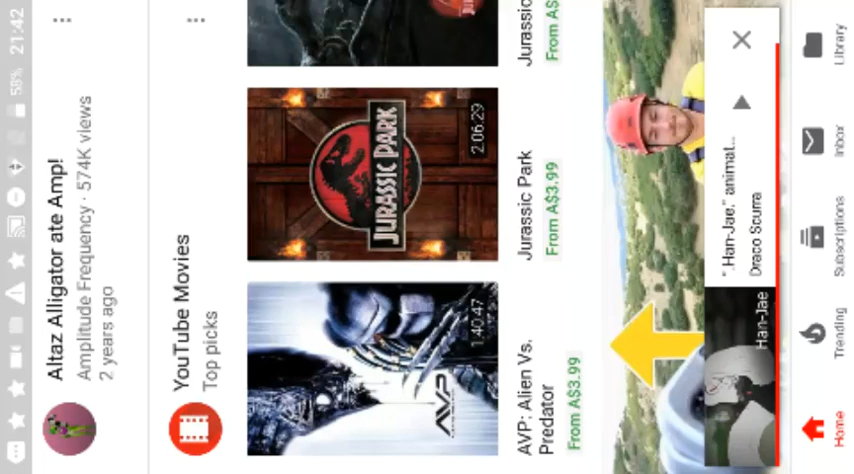 58% 21:42
Altaz Alligator ate Amp!
Amplitude Frequency · 574K views
2 years ago
YouTube Movies
Top picks
AVP
1:40:47
JURASSIC PARK
2:06:29
AVP: Alien Vs.
Predator
From A$3.99
Jurassic Park
From A$3.99
Jurassic
From A$
Han-Jae
".Han-Jae." animat...
Draco Scurra
Home
Trending
Subscriptions
Inbox
Library